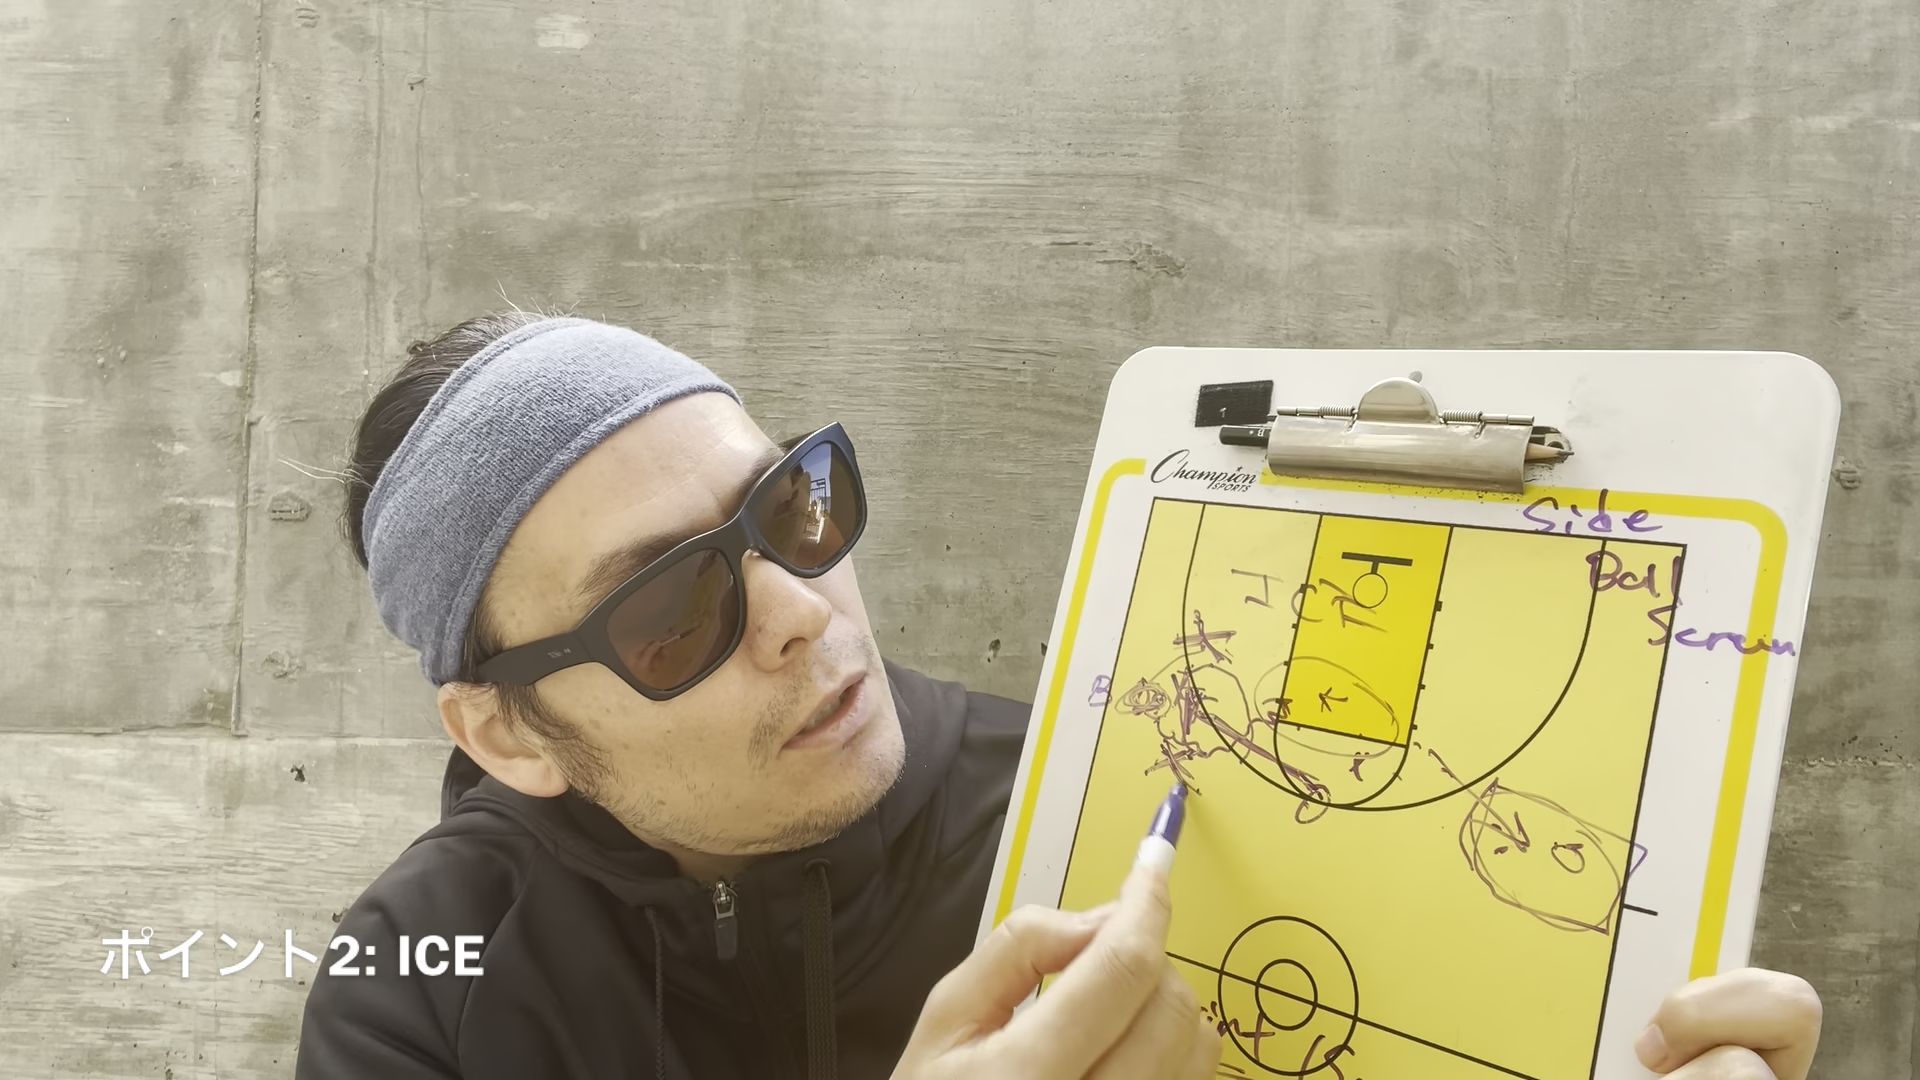 Champion
SPORTS
Side
Ball
Screen
ICE
B
ポイント2: ICE